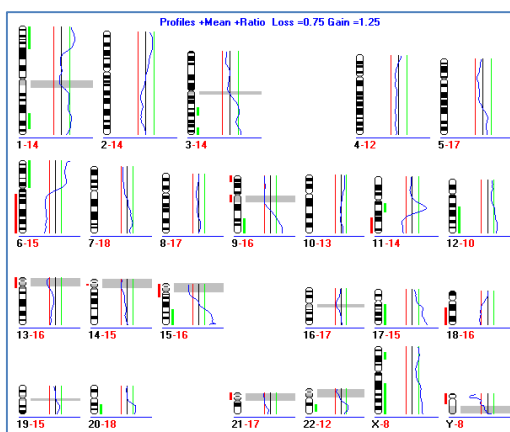 Profiles +Mean +Ratio Loss =0.75 Gain =1.25
1-14 2-14 3-14 4-12 5-17
6-15 7-18 8-17 9-16 10-13 11-14 12-10
13-16 14-15 15-16 16-17 17-15 18-16
19-15 20-18 21-17 22-12 X-8 Y-8